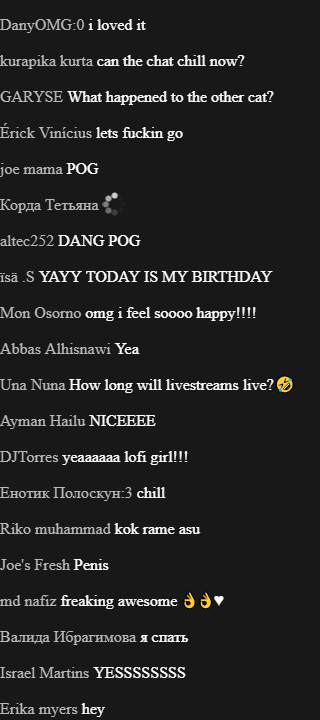 DanyOMG:0 i loved it
kurapika kurta can the chat chill now?
GARYSE What happened to the other cat?
Érick Vinícius lets fuckin go
joe mama POG
Корда Тетьяна
altec252 DANG POG
ïsä .S YAYY TODAY IS MY BIRTHDAY
Mon Osorno omg i feel soooo happy!!!!
Abbas Alhisnawi Yea
Una Nuna How long will livestreams live? 🤣
Ayman Hailu NICEEEE
DJTorres yeaaaaaa lofi girl!!!
Енотик Полоскун:3 chill
Riko muhammad kok rame asu
Joe's Fresh Penis
md nafiz freaking awesome 👌👌♥
Валида Ибрагимова я спать
Israel Martins YESSSSSSSS
Erika myers hey